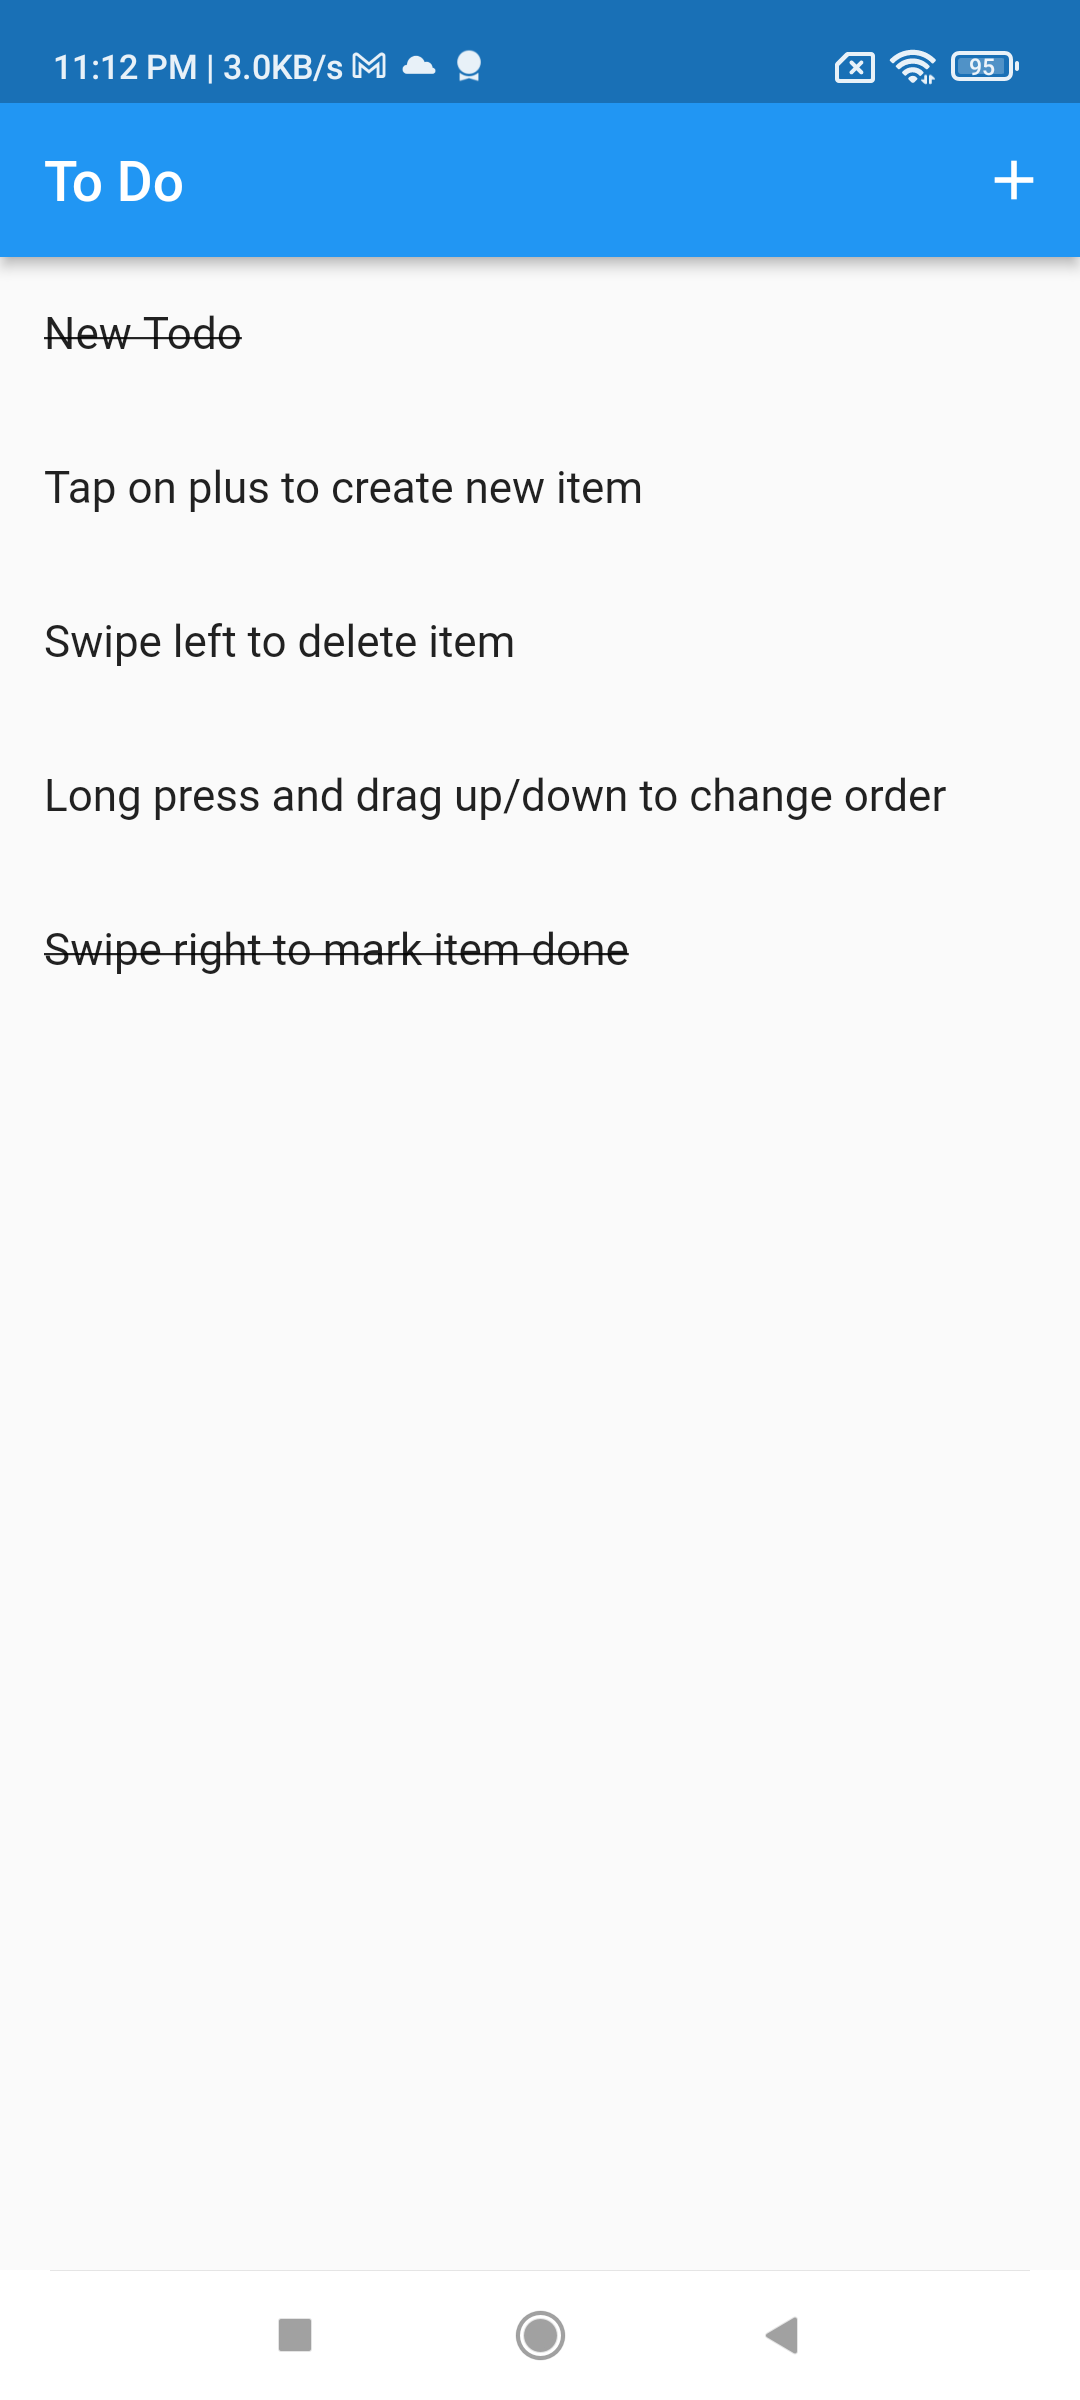 11:12 PM | 3.0KB/s 95
To Do
New Todo
Tap on plus to create new item
Swipe left to delete item
Long press and drag up/down to change order
Swipe right to mark item done